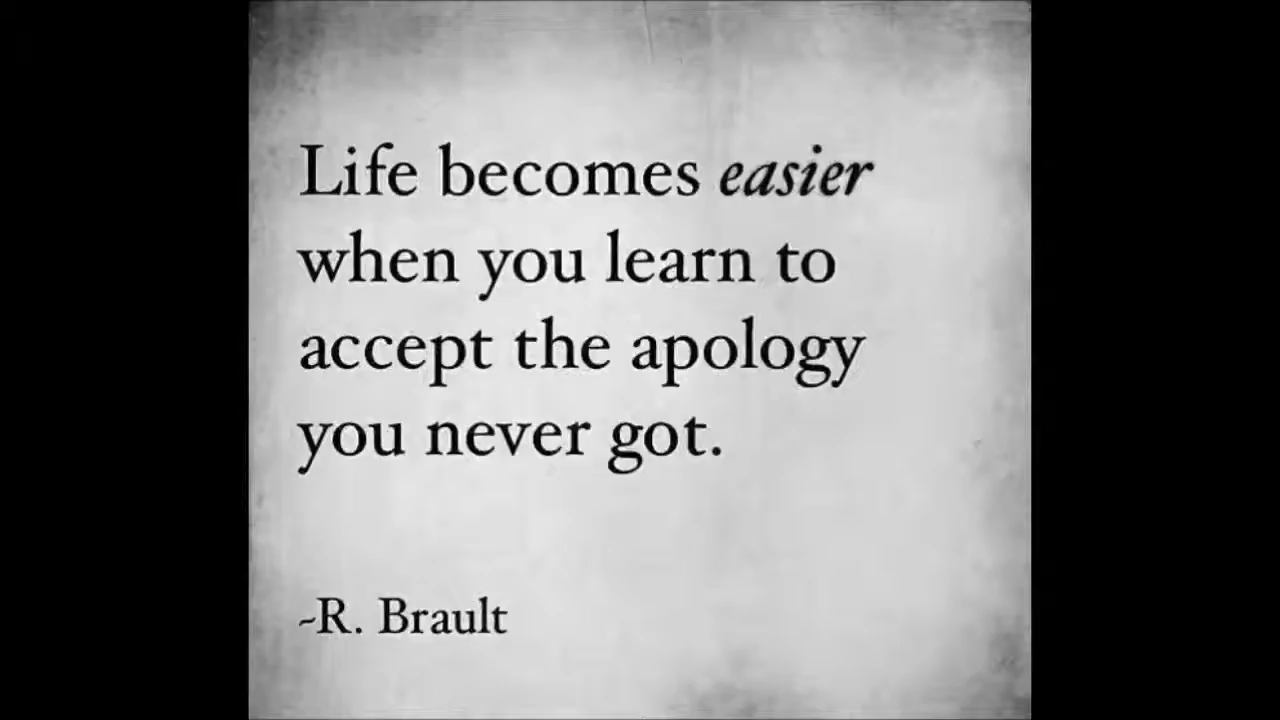 Life becomes easier
when you learn to
accept the apology
you never got.
~R. Brault